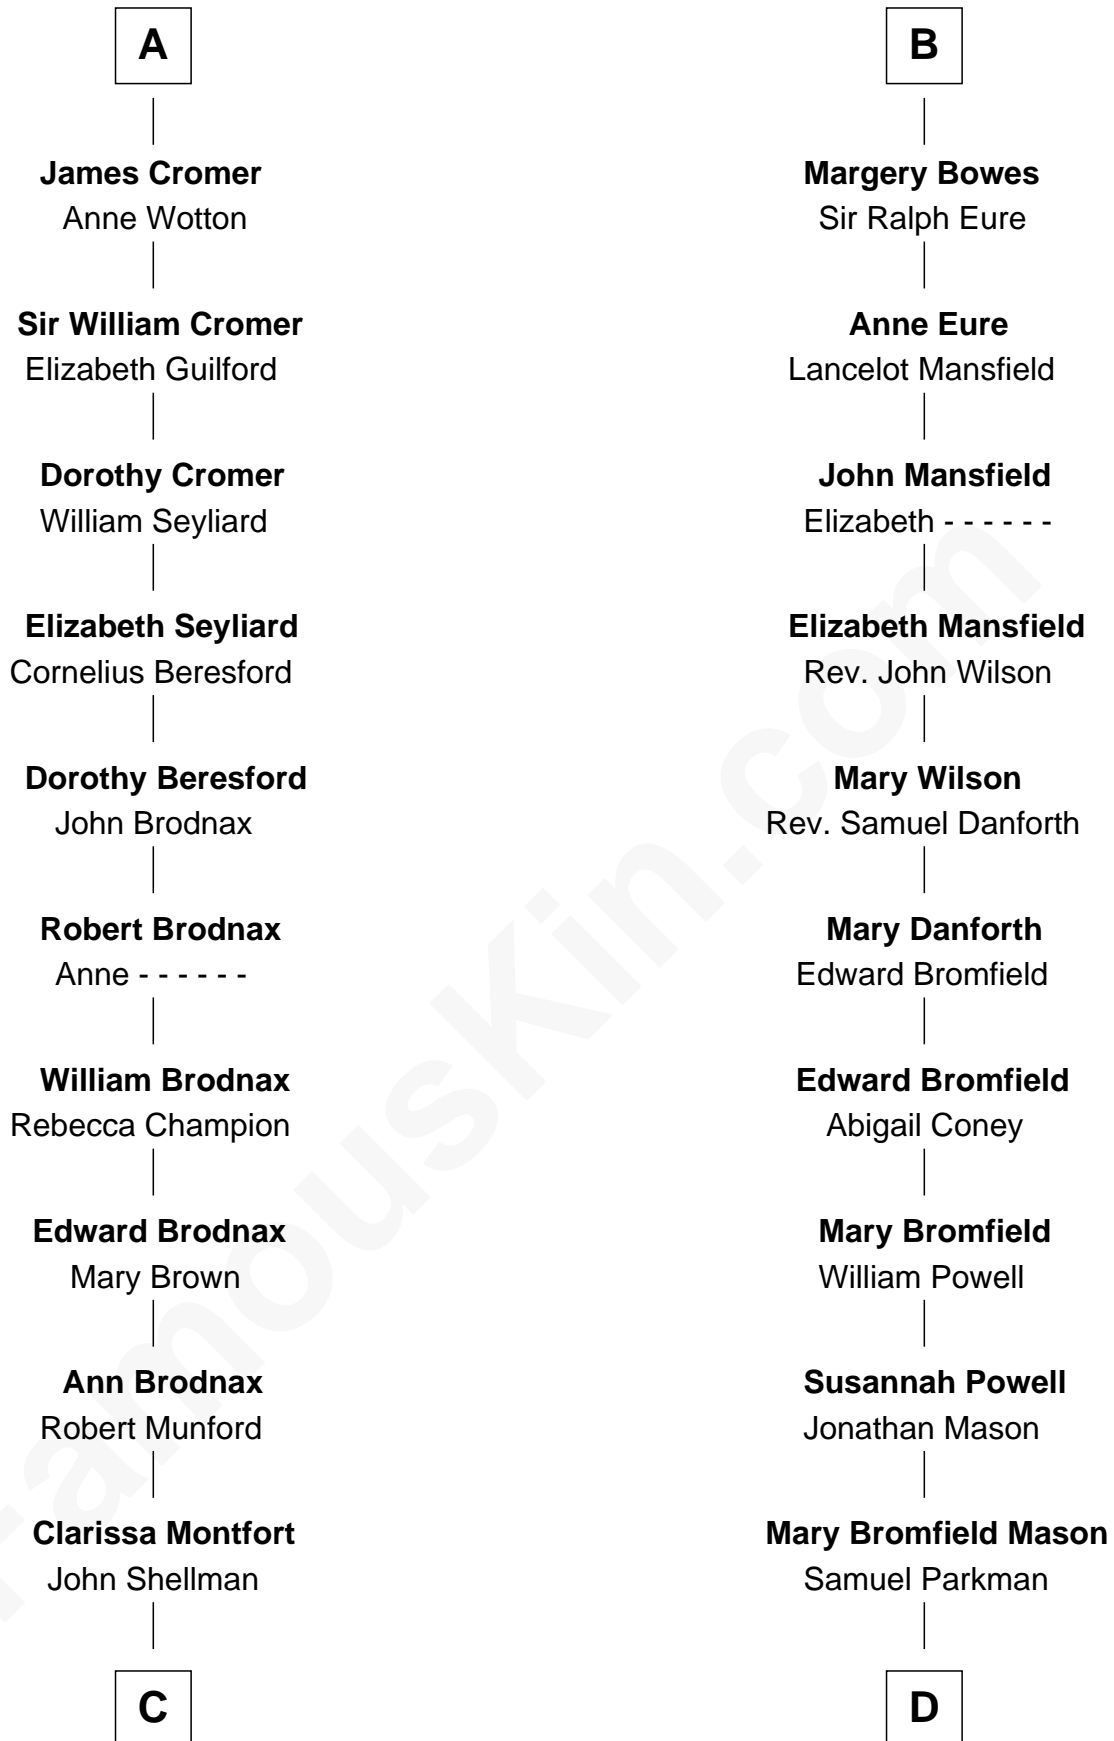 A
James Cromer
Anne Wotton
Sir William Cromer
Elizabeth Guilford
Dorothy Cromer
William Seyliard
Elizabeth Seyliard
Cornelius Beresford
Dorothy Beresford
John Brodnax
Robert Brodnax
Anne - - - - - -
William Brodnax
Rebecca Champion
Edward Brodnax
Mary Brown
Ann Brodnax
Robert Munford
Clarissa Montfort
John Shellman
C
B
Margery Bowes
Sir Ralph Eure
Anne Eure
Lancelot Mansfield
John Mansfield
Elizabeth - - - - - -
Elizabeth Mansfield
Rev. John Wilson
Mary Wilson
Rev. Samuel Danforth
Mary Danforth
Edward Bromfield
Edward Bromfield
Abigail Coney
Mary Bromfield
William Powell
Susannah Powell
Jonathan Mason
Mary Bromfield Mason
Samuel Parkman
D
FamousKin.com